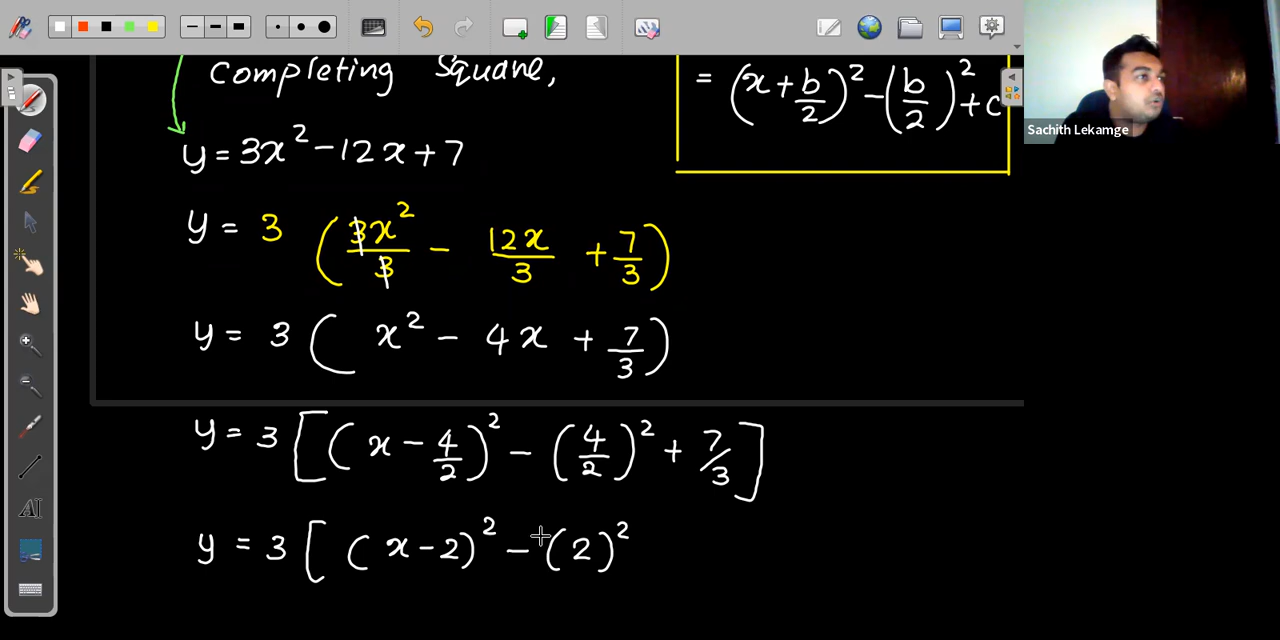 Completing Square,
= (x + b/2)² − (b/2)² + c
y = 3x² − 12x + 7
y = 3 (3x²/3 − 12x/3 + 7/3)
y = 3 (x² − 4x + 7/3)
y = 3 [(x − 4/2)² − (4/2)² + 7/3]
y = 3 [(x − 2)² − (2)²
Sachith Lekamge
AI